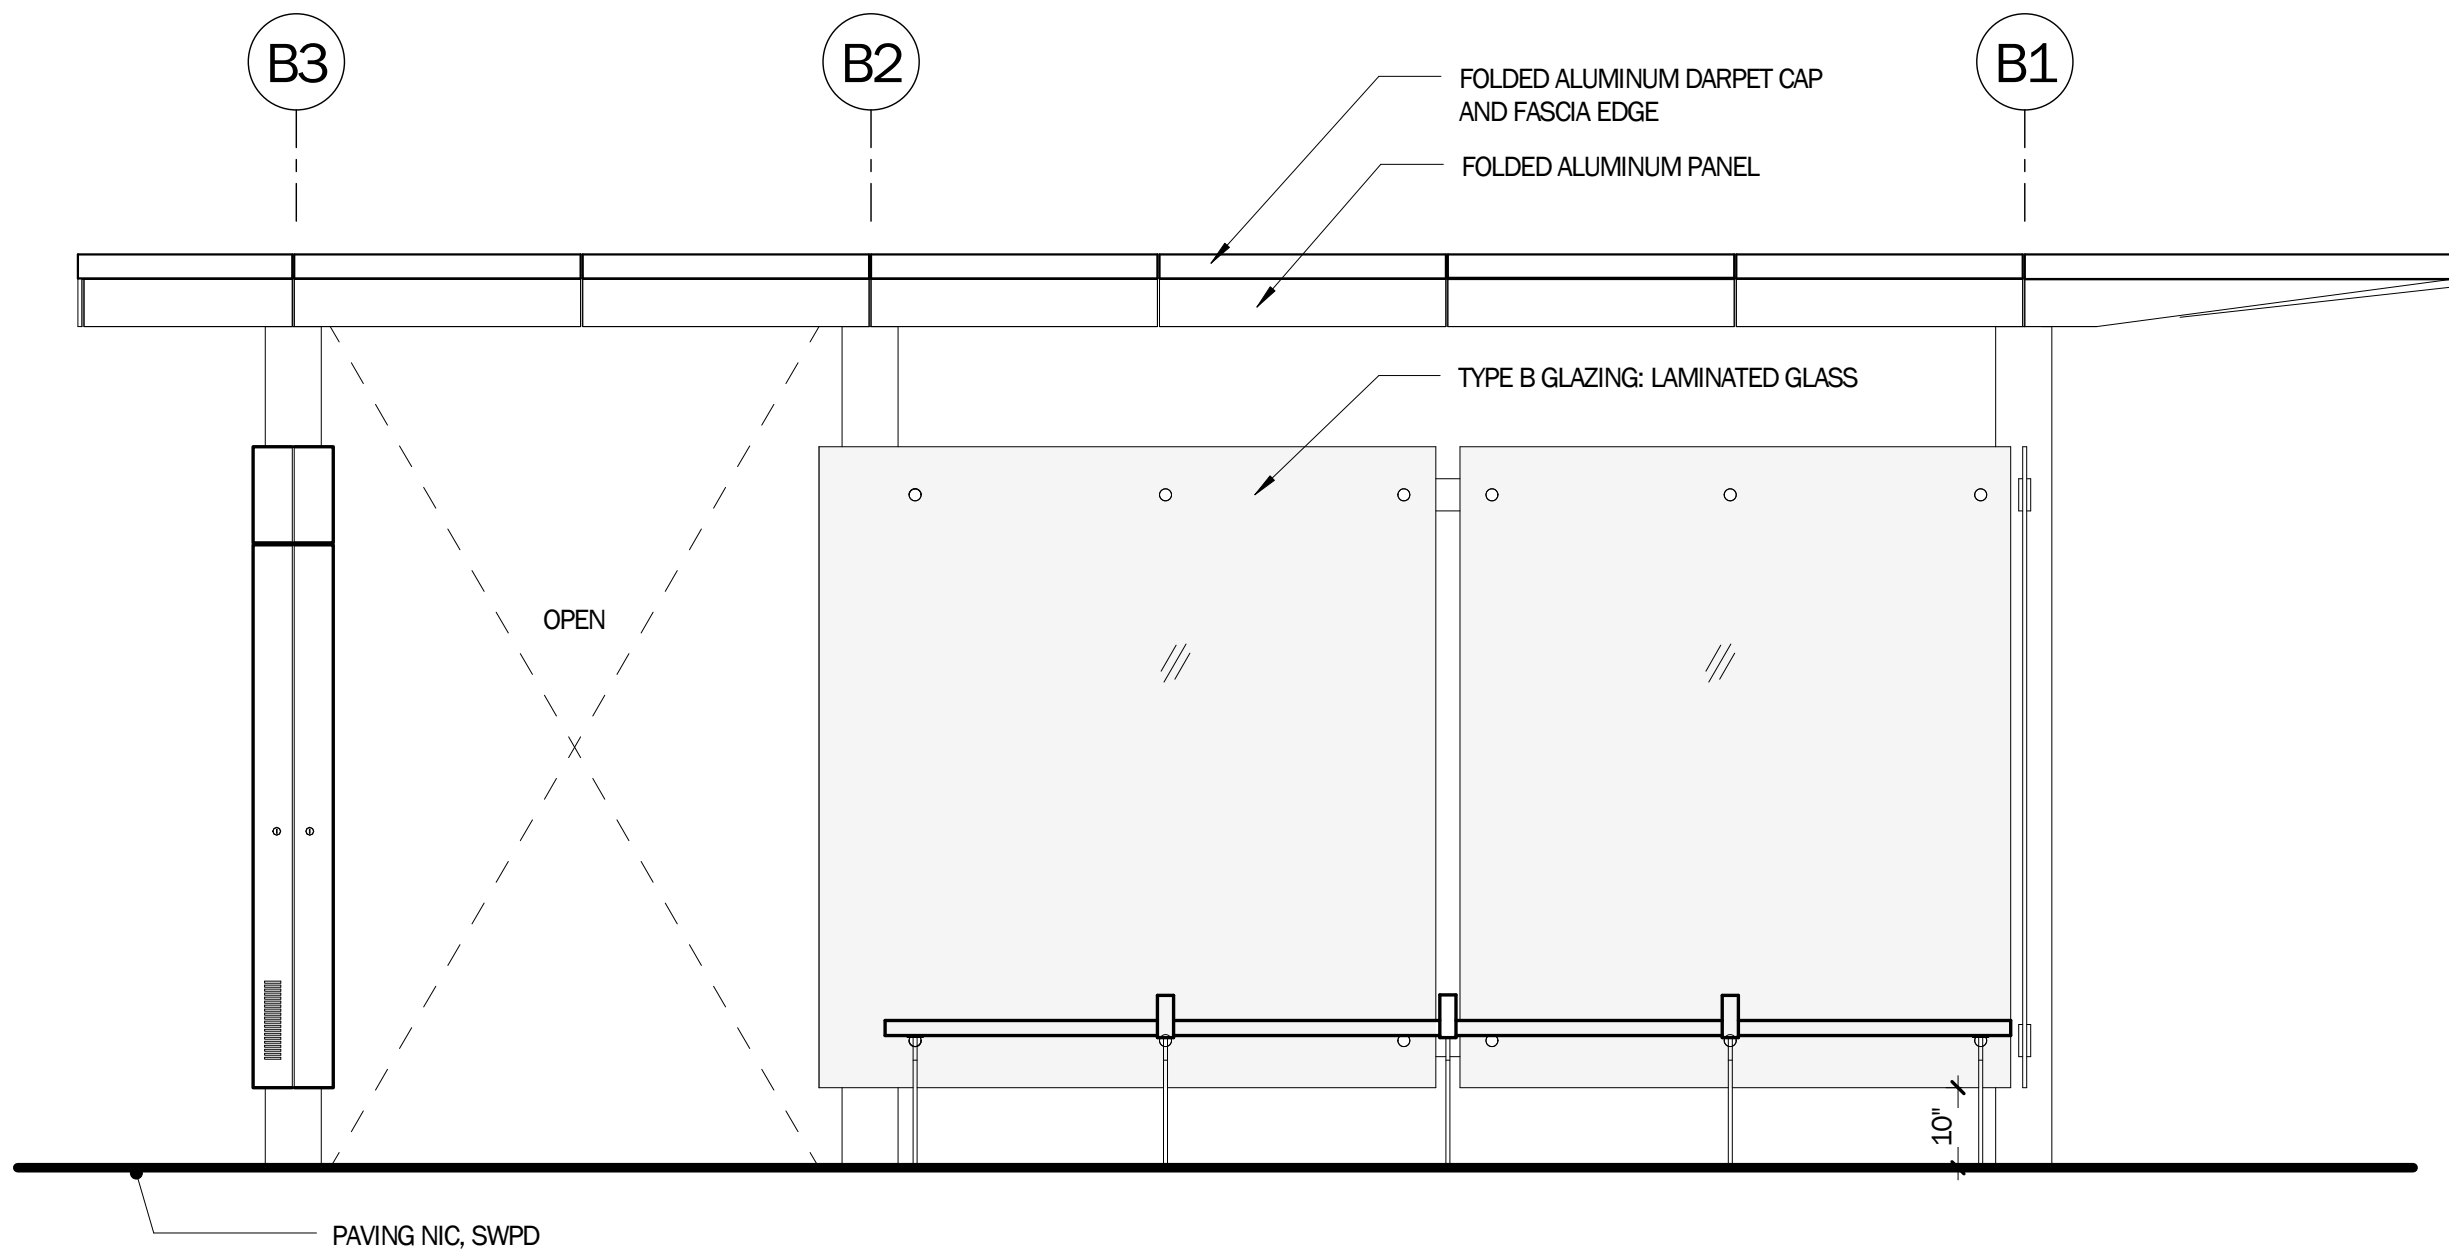 B3
B2
B1
FOLDED ALUMINUM DARPET CAP
AND FASCIA EDGE
FOLDED ALUMINUM PANEL
TYPE B GLAZING: LAMINATED GLASS
OPEN
10"
PAVING NIC, SWPD